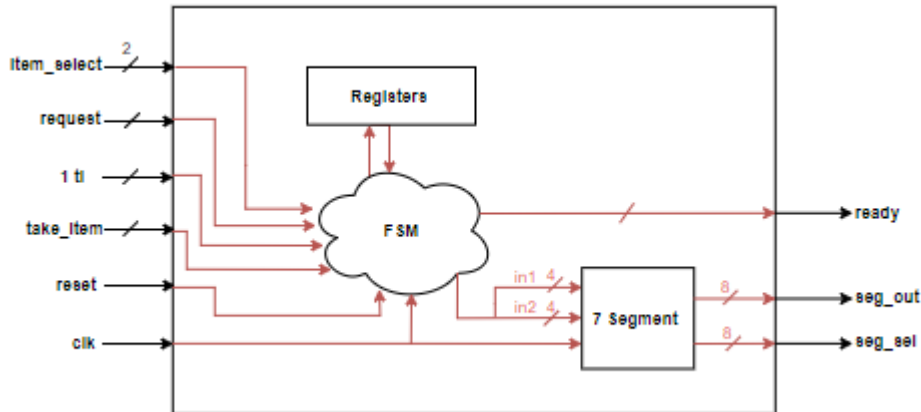 Item_select
2
request
1 tl
take_Item
reset
clk
Registers
FSM
in1
4
in2
4
7 Segment
8
8
ready
seg_out
seg_sel